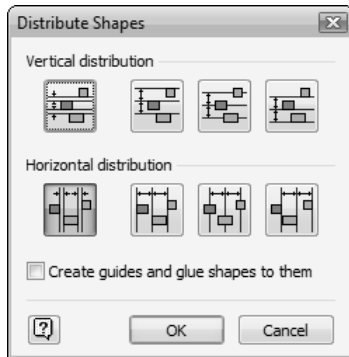 Distribute Shapes
Vertical distribution
Horizontal distribution
Create guides and glue shapes to them
OK
Cancel